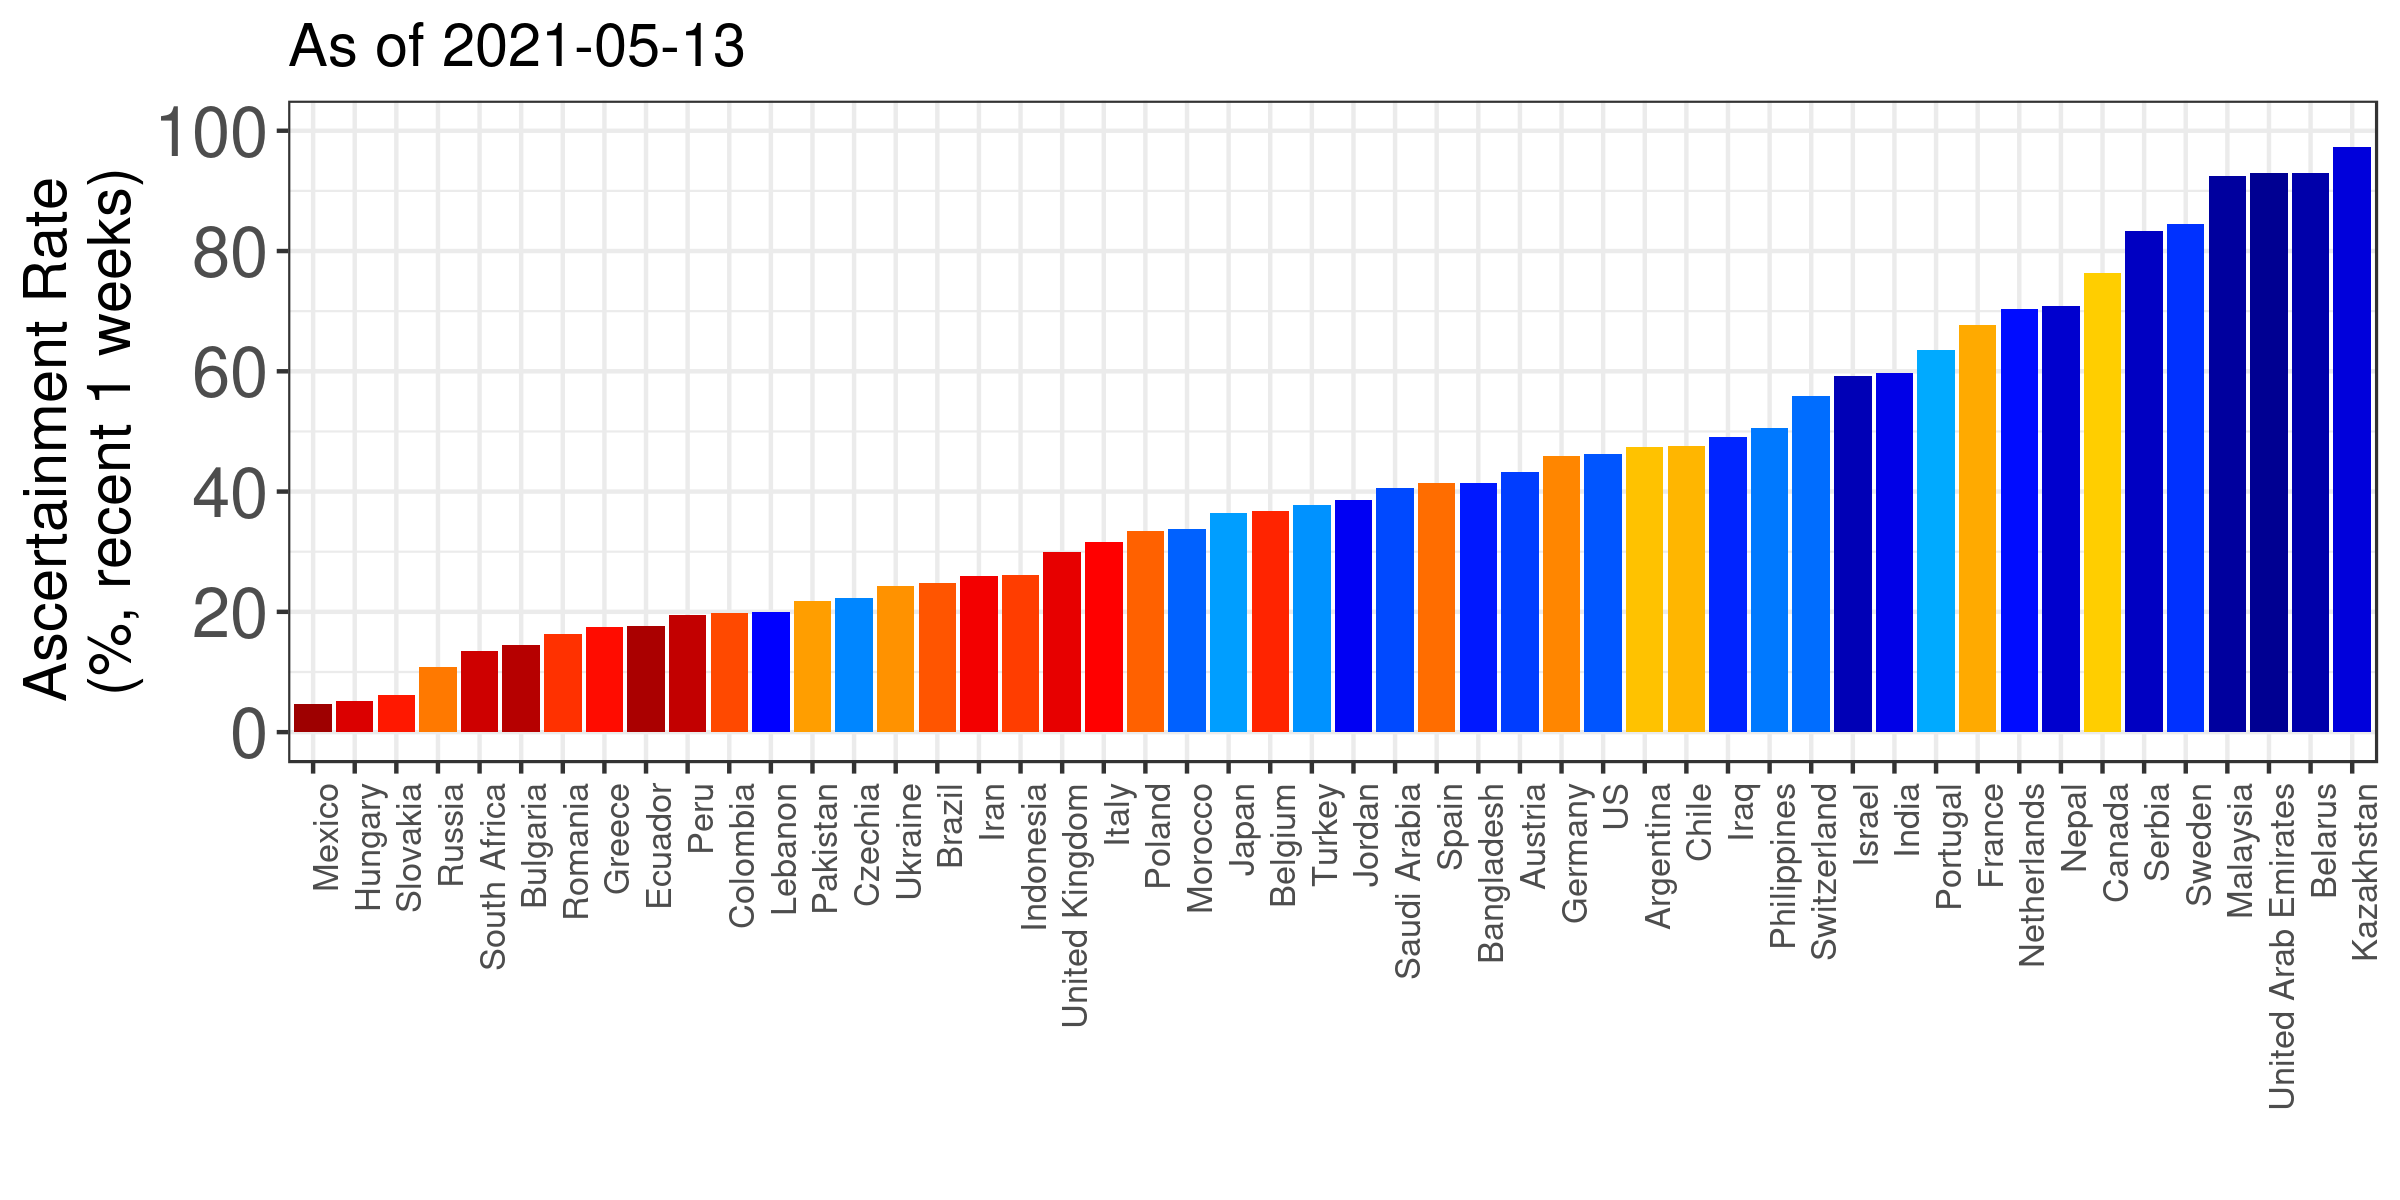 As of 2021-05-13
Ascertainment Rate
(%, recent 1 weeks)
100
80
60
40
20
0
Mexico
Hungary
Slovakia
Russia
South Africa
Bulgaria
Romania
Greece
Ecuador
Peru
Colombia
Lebanon
Pakistan
Czechia
Ukraine
Brazil
Iran
Indonesia
United Kingdom
Italy
Poland
Morocco
Japan
Belgium
Turkey
Jordan
Saudi Arabia
Spain
Bangladesh
Austria
Germany
US
Argentina
Chile
Iraq
Philippines
Switzerland
Israel
India
Portugal
France
Netherlands
Nepal
Canada
Serbia
Sweden
Malaysia
United Arab Emirates
Belarus
Kazakhstan